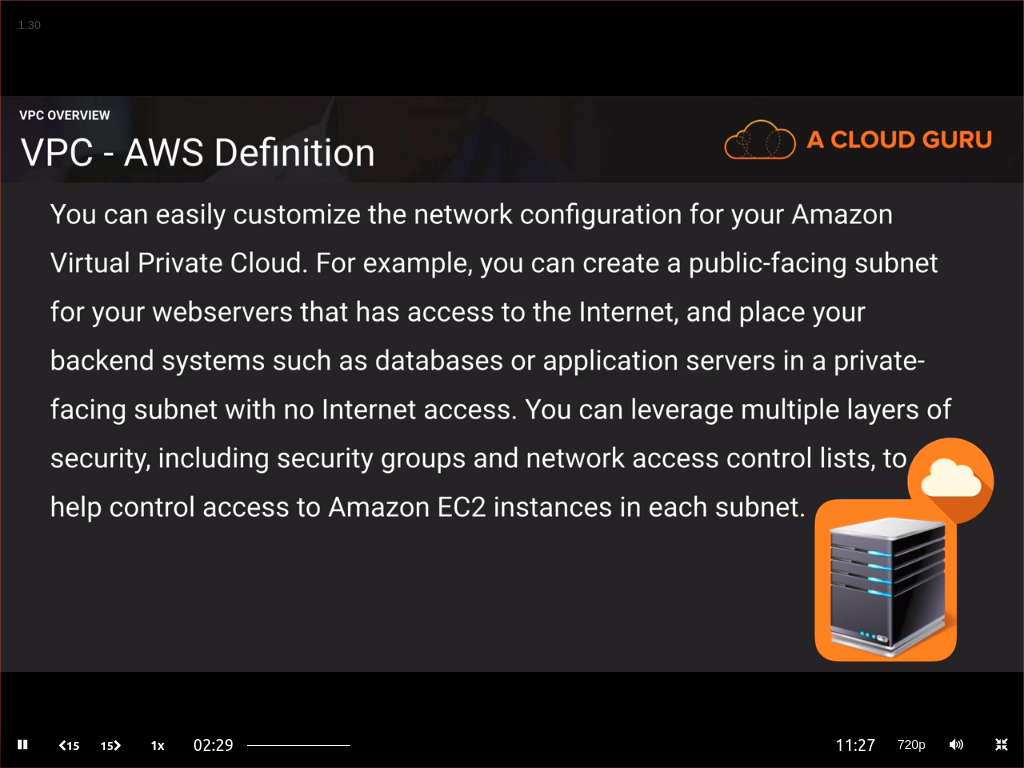 1.30
VPC OVERVIEW
VPC - AWS Definition
A CLOUD GURU
You can easily customize the network configuration for your Amazon
Virtual Private Cloud. For example, you can create a public-facing subnet
for your webservers that has access to the Internet, and place your
backend systems such as databases or application servers in a private-
facing subnet with no Internet access. You can leverage multiple layers of
security, including security groups and network access control lists, to
help control access to Amazon EC2 instances in each subnet.
15 15 1x 02:29 11:27 720p